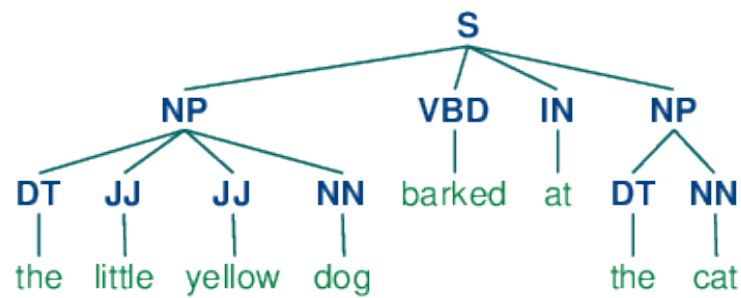 S
NP VBD IN NP
DT JJ JJ NN barked at DT NN
the little yellow dog the cat